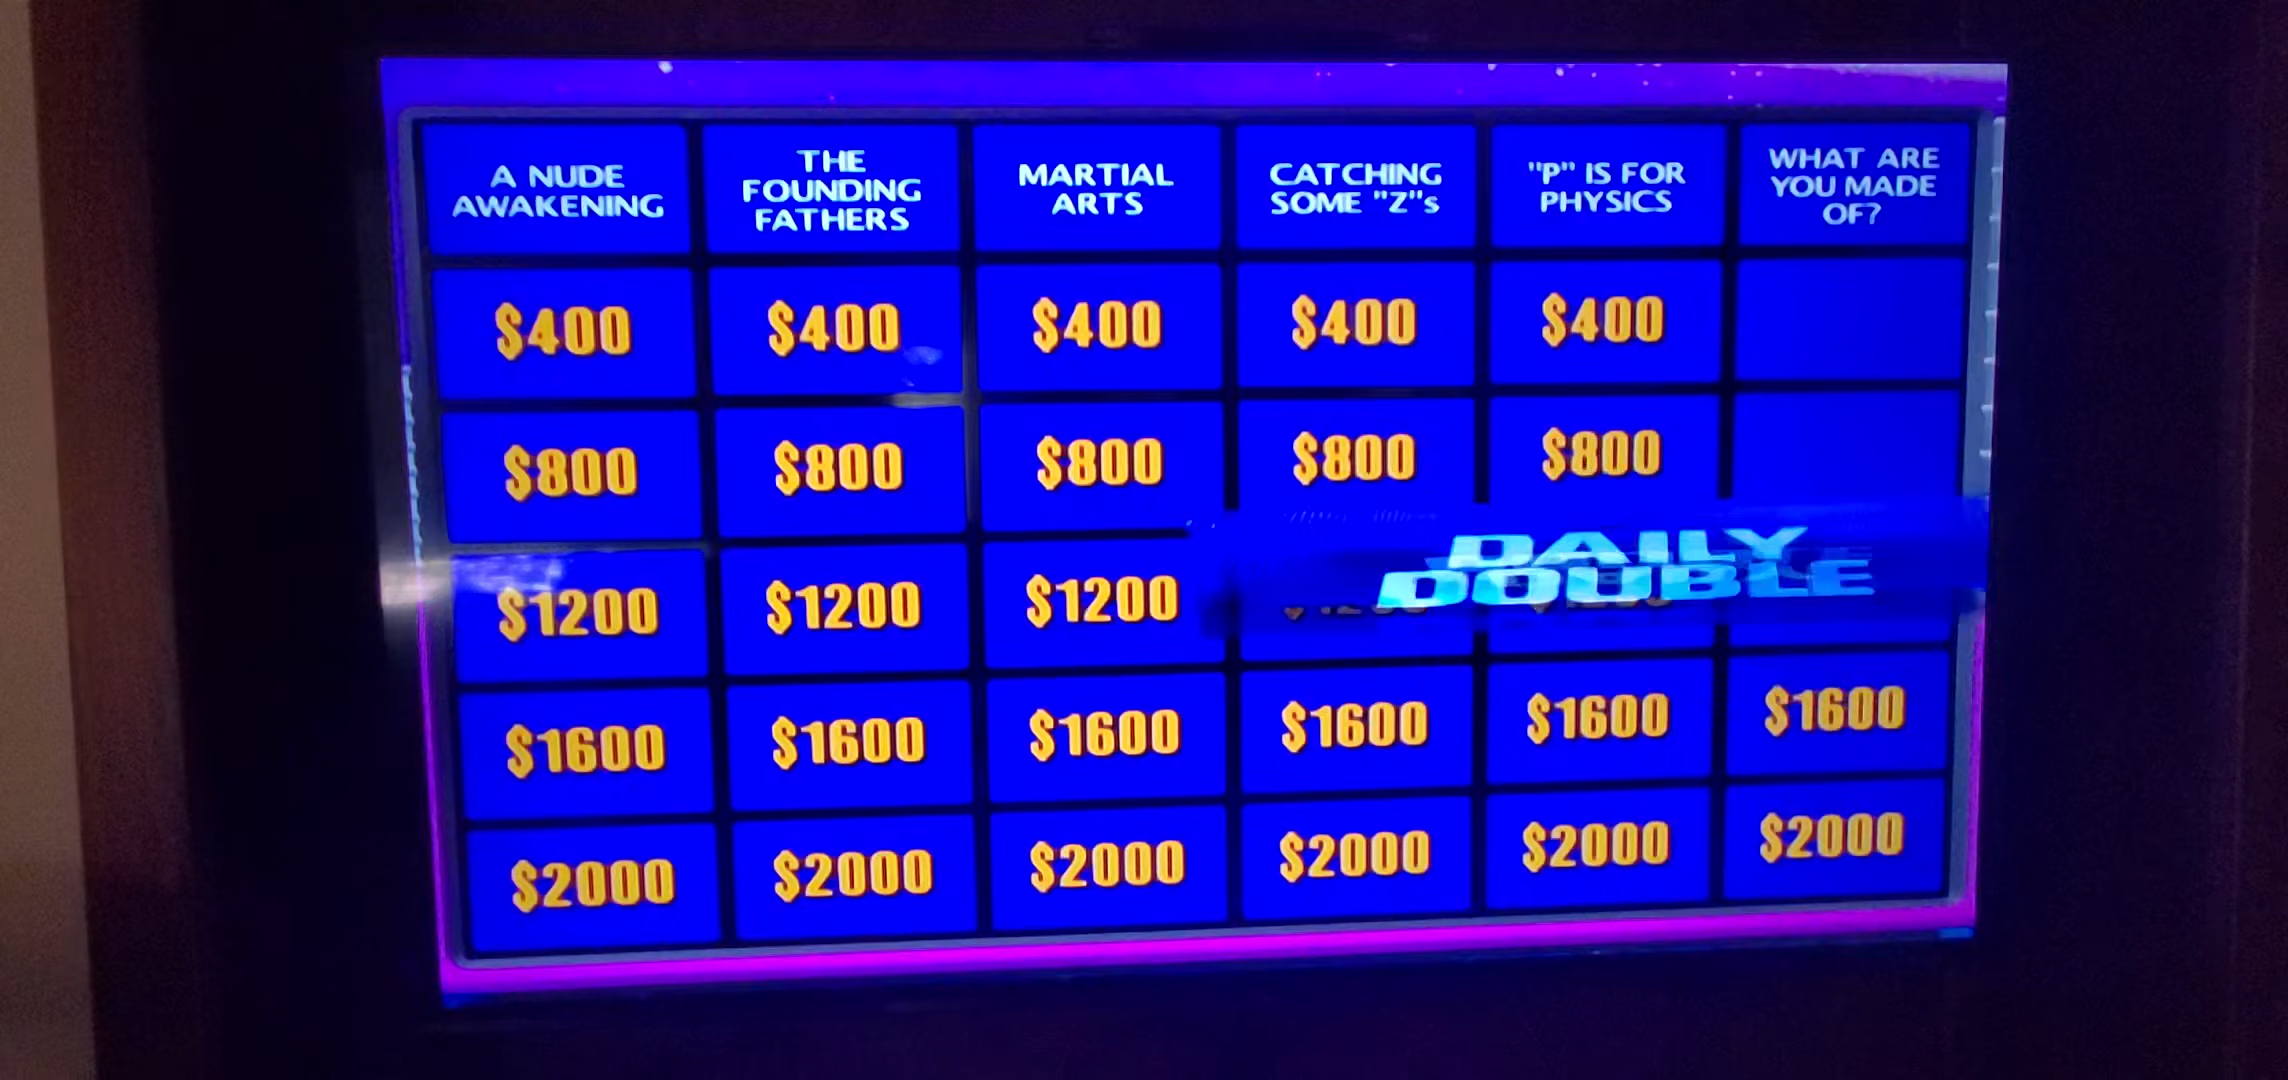 A NUDE
AWAKENING
THE
FOUNDING
FATHERS
MARTIAL
ARTS
CATCHING
SOME "Z"s
"P" IS FOR
PHYSICS
WHAT ARE
YOU MADE
OF?
$400 $400 $400 $400 $400
$800 $800 $800 $800 $800
DAILY
DOUBLE
$1200 $1200 $1200
$1600 $1600 $1600 $1600 $1600 $1600
$2000 $2000 $2000 $2000 $2000 $2000